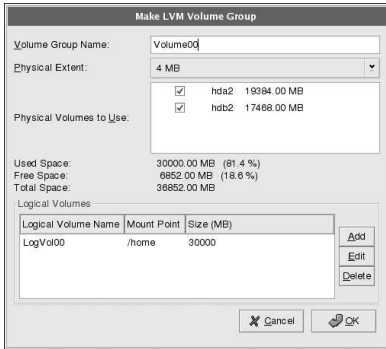 Make LVM Volume Group
Volume Group Name: Volume00
Physical Extent: 4 MB
hda2 19384.00 MB
hdb2 17468.00 MB
Physical Volumes to Use:
Used Space: 30000.00 MB (81.4 %)
Free Space: 6852.00 MB (18.6 %)
Total Space: 36852.00 MB
Logical Volumes
Logical Volume Name Mount Point Size (MB)
LogVol00 /home 30000
Add
Edit
Delete
Cancel OK